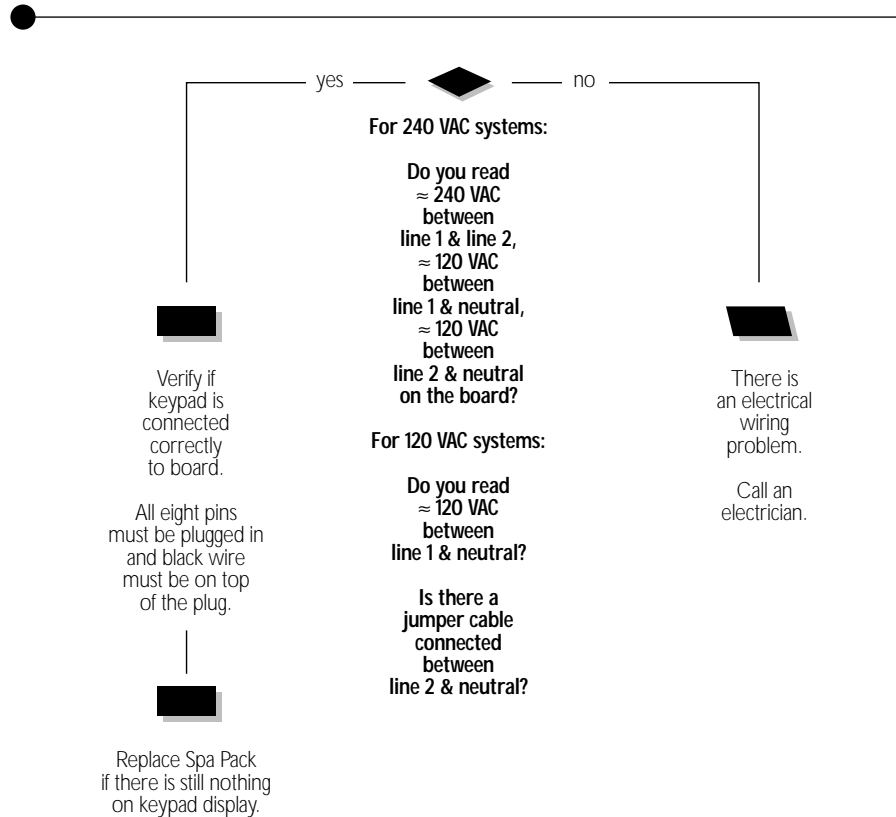 yes
no
For 240 VAC systems:
Do you read
≈ 240 VAC
between
line 1 & line 2,
≈ 120 VAC
between
line 1 & neutral,
≈ 120 VAC
between
line 2 & neutral
on the board?
For 120 VAC systems:
Do you read
≈ 120 VAC
between
line 1 & neutral?
Is there a
jumper cable
connected
between
line 2 & neutral?
Verify if
keypad is
connected
correctly
to board.
All eight pins
must be plugged in
and black wire
must be on top
of the plug.
Replace Spa Pack
if there is still nothing
on keypad display.
There is
an electrical
wiring
problem.
Call an
electrician.